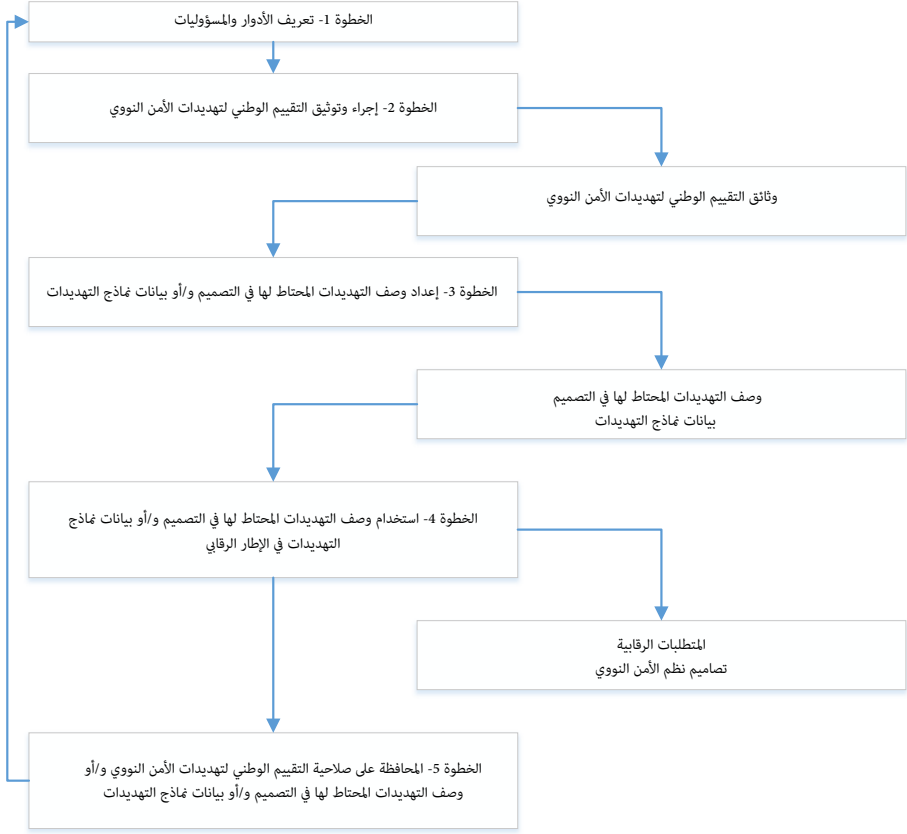 الخطوة 1- تعريف الأدوار والمسؤوليات
الخطوة 2- إجراء وتوثيق التقييم الوطني لتهديدات الأمن النووي
وثائق التقييم الوطني لتهديدات الأمن النووي
الخطوة 3- إعداد وصف التهديدات المحتاط لها في التصميم و/أو بيانات نماذج التهديدات
وصف التهديدات المحتاط لها في التصميم
بيانات نماذج التهديدات
الخطوة 4- استخدام وصف التهديدات المحتاط لها في التصميم و/أو بيانات نماذج
التهديدات في الإطار الرقابي
المتطلبات الرقابية
تصاميم نظم الأمن النووي
الخطوة 5- المحافظة على صلاحية التقييم الوطني لتهديدات الأمن النووي و/أو
وصف التهديدات المحتاط لها في التصميم و/أو بيانات نماذج التهديدات